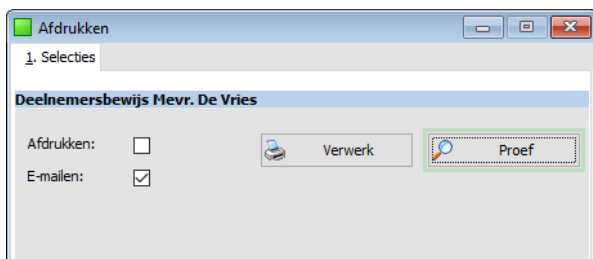 Afdrukken
1. Selecties
Deelnemersbewijs Mevr. De Vries
Afdrukken:
Verwerk
Proef
E-mailen: